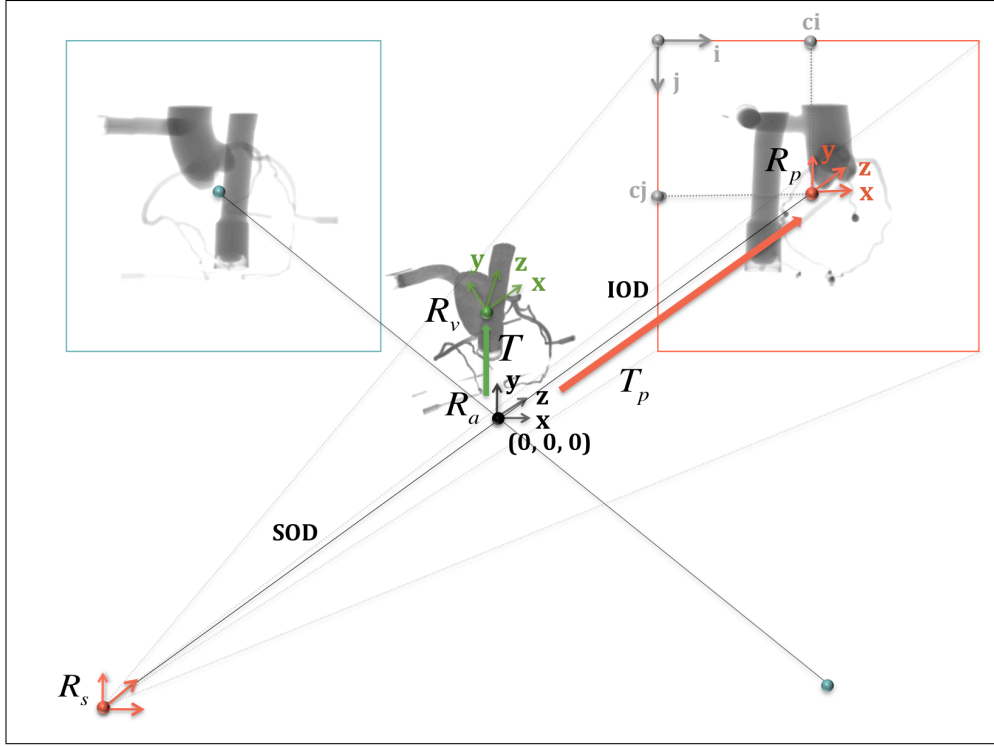 ci
i
j
R_p
y
z
x
cj
y
z
x
R_v
IOD
T
T_p
y
z
R_a
x
(0, 0, 0)
SOD
R_s